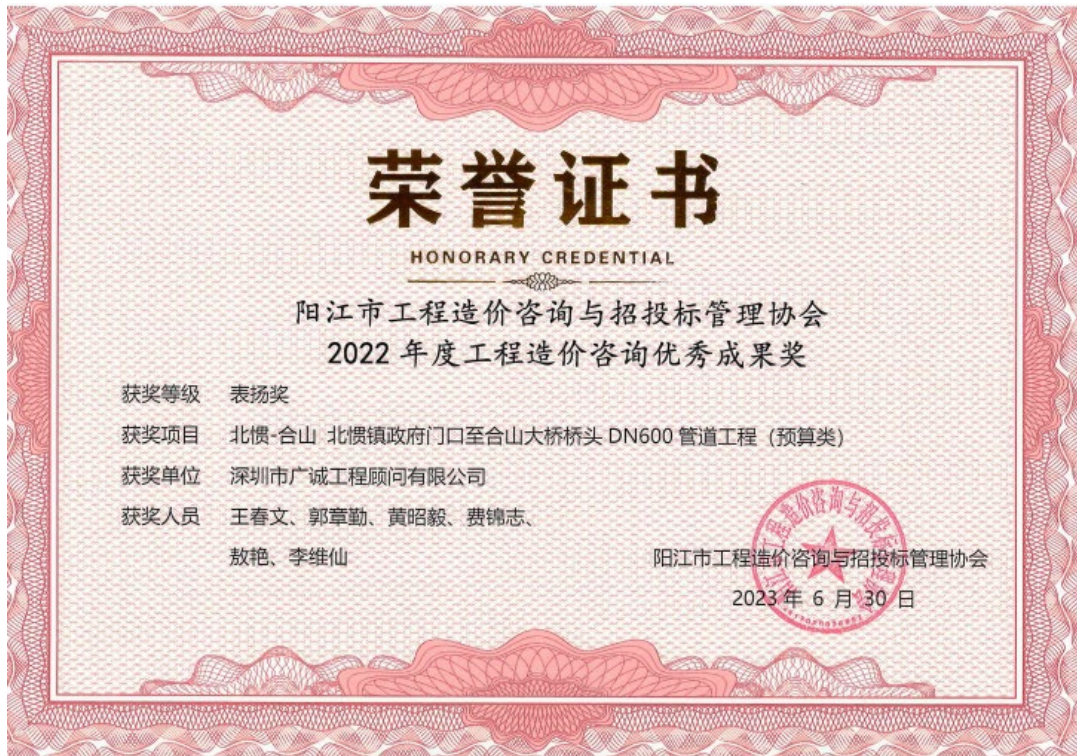 荣誉证书
HONORARY CREDENTIAL
阳江市工程造价咨询与招投标管理协会
2022 年度工程造价咨询优秀成果奖
获奖等级 表扬奖
获奖项目 北惯-合山 北惯镇政府门口至合山大桥桥头 DN600 管道工程（预算类）
获奖单位 深圳市广诚工程顾问有限公司
获奖人员 王春文、郭章勤、黄昭毅、费锦志、
敖艳、李维仙
阳江市工程造价咨询与招投标管理协会
2023 年 6 月 30 日